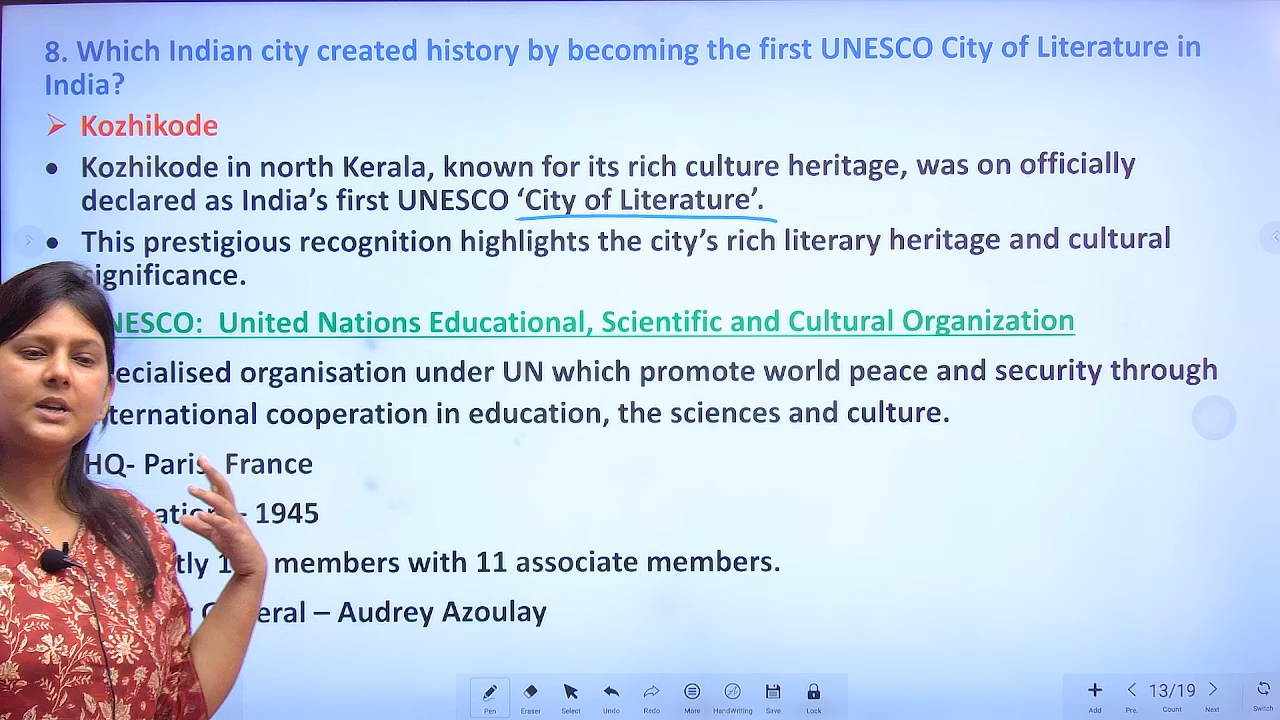 8. Which Indian city created history by becoming the first UNESCO City of Literature in
India?
➢ Kozhikode
• Kozhikode in north Kerala, known for its rich culture heritage, was on officially
declared as India's first UNESCO 'City of Literature'.
• This prestigious recognition highlights the city's rich literary heritage and cultural
significance.
NESCO: United Nations Educational, Scientific and Cultural Organization
ecialised organisation under UN which promote world peace and security through
ternational cooperation in education, the sciences and culture.
HQ- Paris, France
- 1945
members with 11 associate members.
eral – Audrey Azoulay
Pen Eraser Select Undo Redo More HandWriting Save Lock
Add Pre. 13/19 Count Next Switch